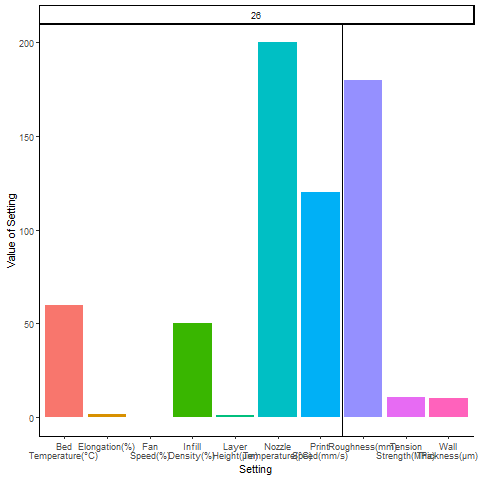 26
200
150
100
50
0
Value of Setting
Bed Elongation(%) Fan Infill Layer Nozzle Print Roughness(mm) Tension Wall
Temperature(°C) Speed(%) Density(%) Height(µm) Temperature(°C) Speed(mm/s) Strength(MPa) Thickness(µm)
Setting